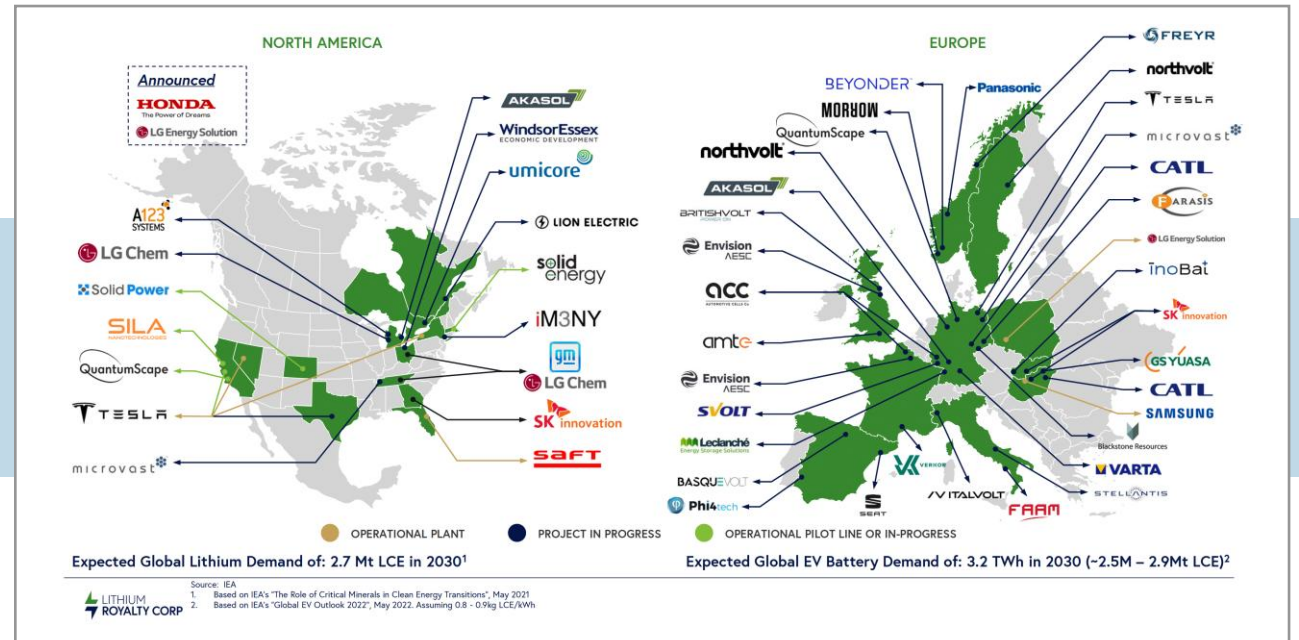 NORTH AMERICA
Announced
HONDA
The Power of Dreams
LG Energy Solution
A123
SYSTEMS
LG Chem
Solid Power
SILA
NANOTECHNOLOGIES
QuantumScape
TESLA
microvast
AKASOL
WindsorEssex
ECONOMIC DEVELOPMENT
umicore
LION ELECTRIC
solid
energy
iM3NY
gm
LG Chem
SK innovation
SAFT
EUROPE
BEYONDER
Panasonic
MORROW
QuantumScape
northvolt
AKASOL
BRITISHVOLT
Envision
AESC
acc
AUTOMOTIVE CELLS Co
amte
Envision
AESC
SVOLT
Leclanché
Energy Storage Solutions
BASQUEVOLT
Phi4tech
SEAT
VERKOR
ITALVOLT
FAAM
FREYR
northvolt
TESLA
microvast
CATL
FARASIS
LG Energy Solution
inoBat
SK innovation
GS YUASA
CATL
SAMSUNG
Blackstone Resources
VARTA
STELLANTIS
OPERATIONAL PLANT
PROJECT IN PROGRESS
OPERATIONAL PILOT LINE OR IN-PROGRESS
Expected Global Lithium Demand of: 2.7 Mt LCE in 2030¹
Expected Global EV Battery Demand of: 3.2 TWh in 2030 (~2.5M – 2.9Mt LCE)²
LITHIUM
ROYALTY CORP
Source: IEA
1. Based on IEA's "The Role of Critical Minerals in Clean Energy Transitions", May 2021
2. Based on IEA's "Global EV Outlook 2022", May 2022. Assuming 0.8 - 0.9kg LCE/kWh